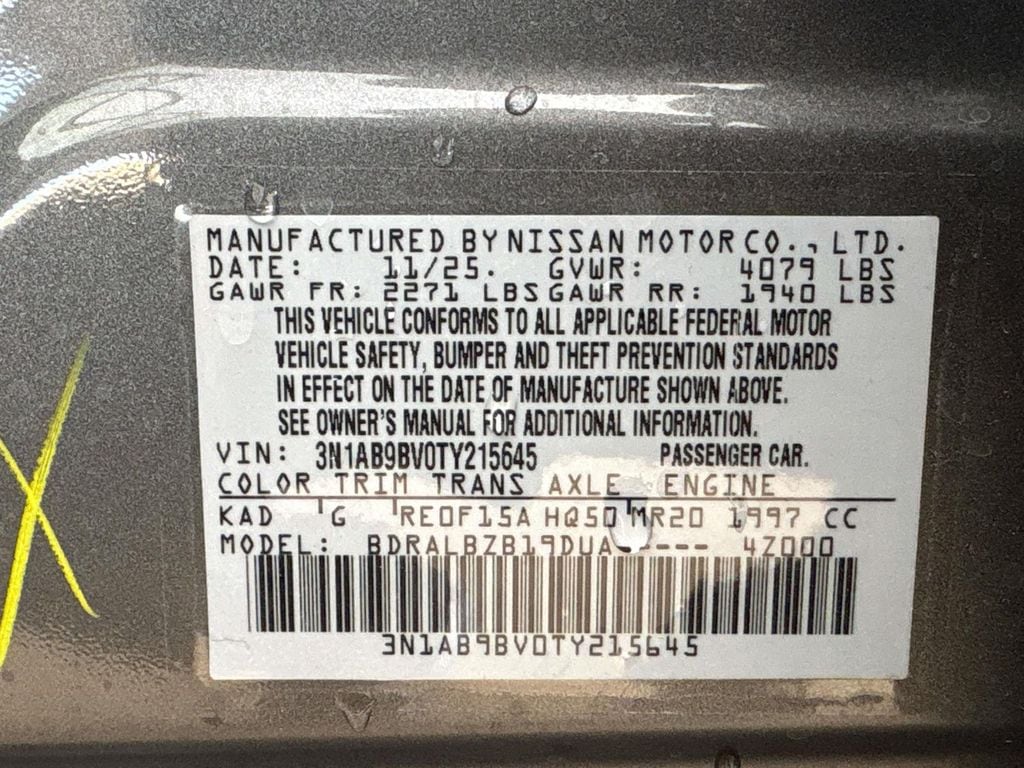 MANUFACTURED BY NISSAN MOTOR CO., LTD.
DATE: 11/25. GVWR: 4079 LBS
GAWR FR: 2271 LBS GAWR RR: 1940 LBS
THIS VEHICLE CONFORMS TO ALL APPLICABLE FEDERAL MOTOR
VEHICLE SAFETY, BUMPER AND THEFT PREVENTION STANDARDS
IN EFFECT ON THE DATE OF MANUFACTURE SHOWN ABOVE.
SEE OWNER'S MANUAL FOR ADDITIONAL INFORMATION.
VIN: 3N1AB9BV0TY215645 PASSENGER CAR.
COLOR TRIM TRANS AXLE ENGINE
KAD G RE0F15A HQ50 MR20 1997 CC
MODEL: BDRALBZB19DUA----- 4Z000
3N1AB9BV0TY215645